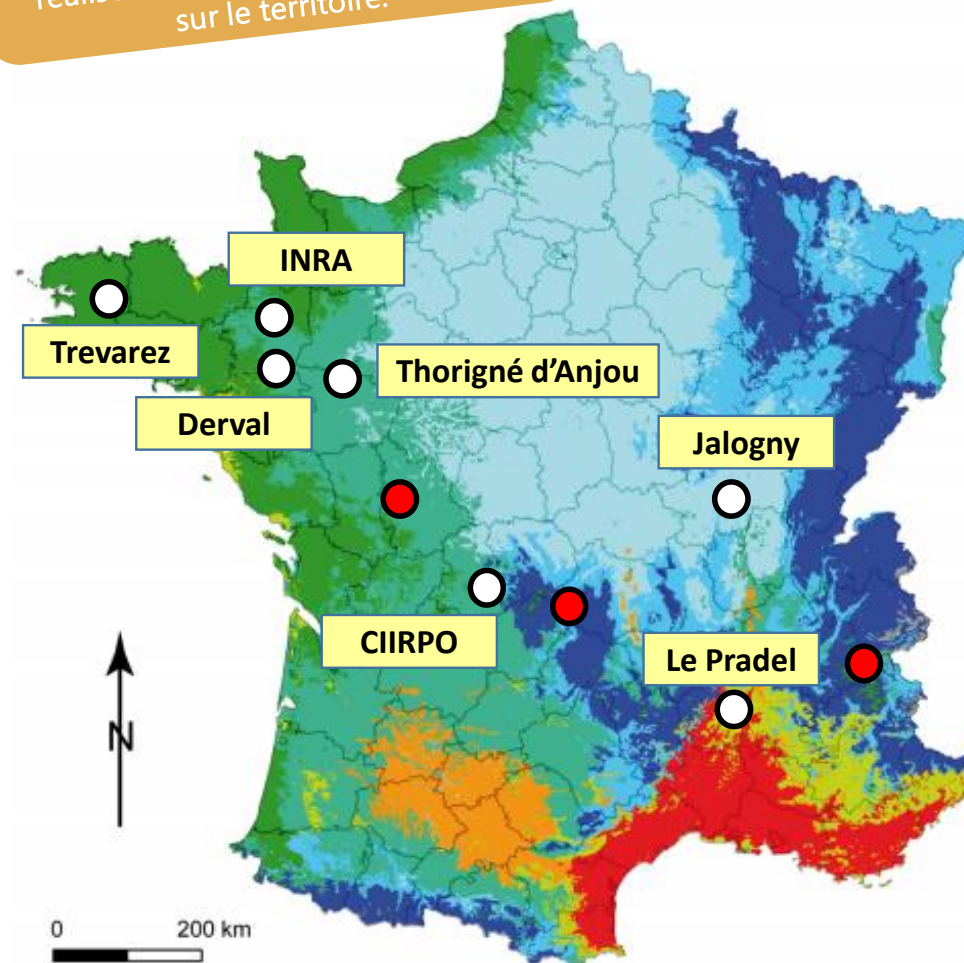 sur le territoire.
INRA
Trevarez
Thorigné d'Anjou
Derval
Jalogny
CIIRPO
Le Pradel
N
0 200 km